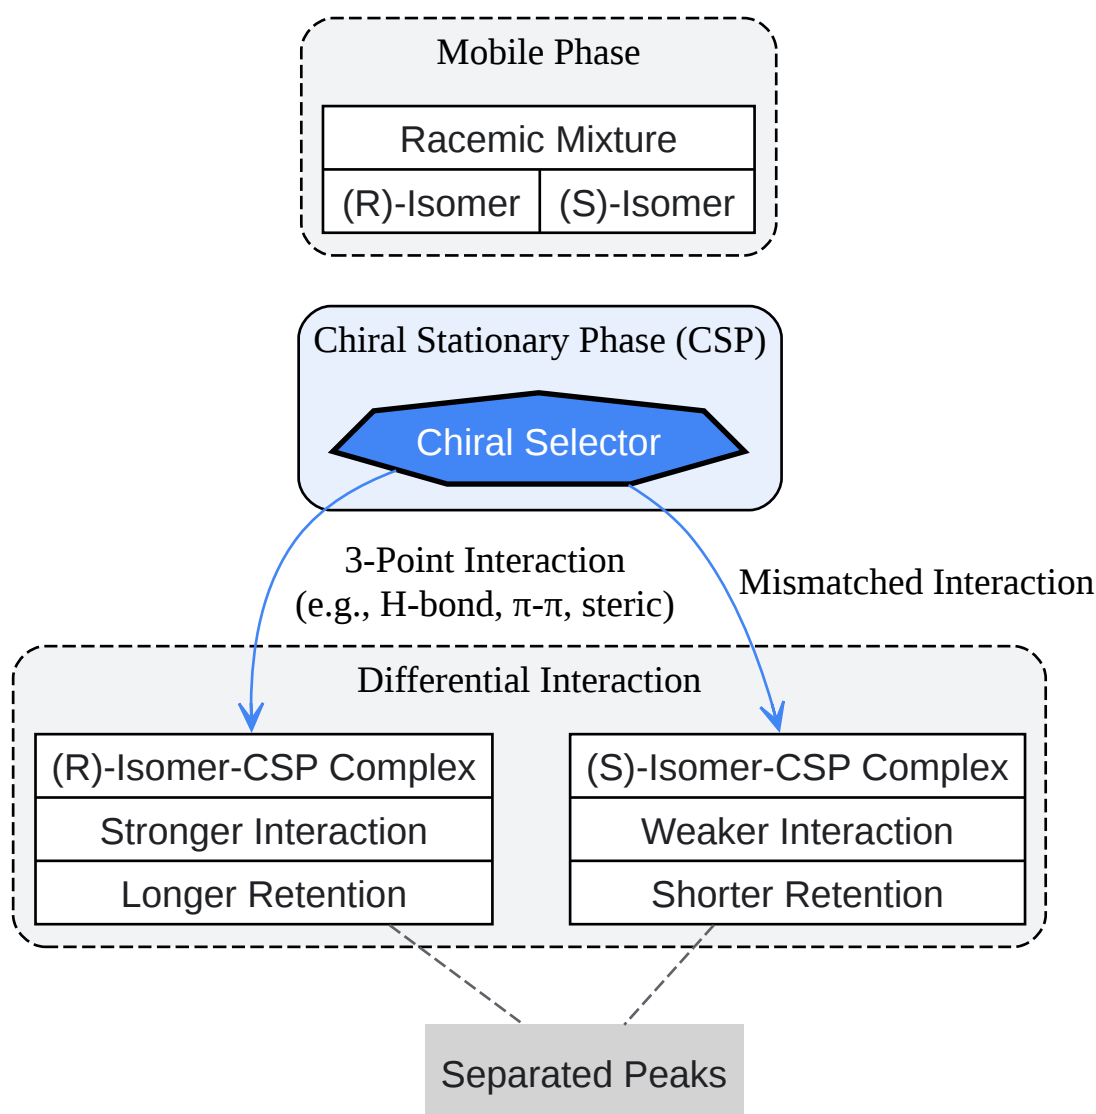 Mobile Phase
Racemic Mixture
(R)-Isomer
(S)-Isomer
Chiral Stationary Phase (CSP)
Chiral Selector
3-Point Interaction
(e.g., H-bond, π-π, steric)
Mismatched Interaction
Differential Interaction
(R)-Isomer-CSP Complex
Stronger Interaction
Longer Retention
(S)-Isomer-CSP Complex
Weaker Interaction
Shorter Retention
Separated Peaks